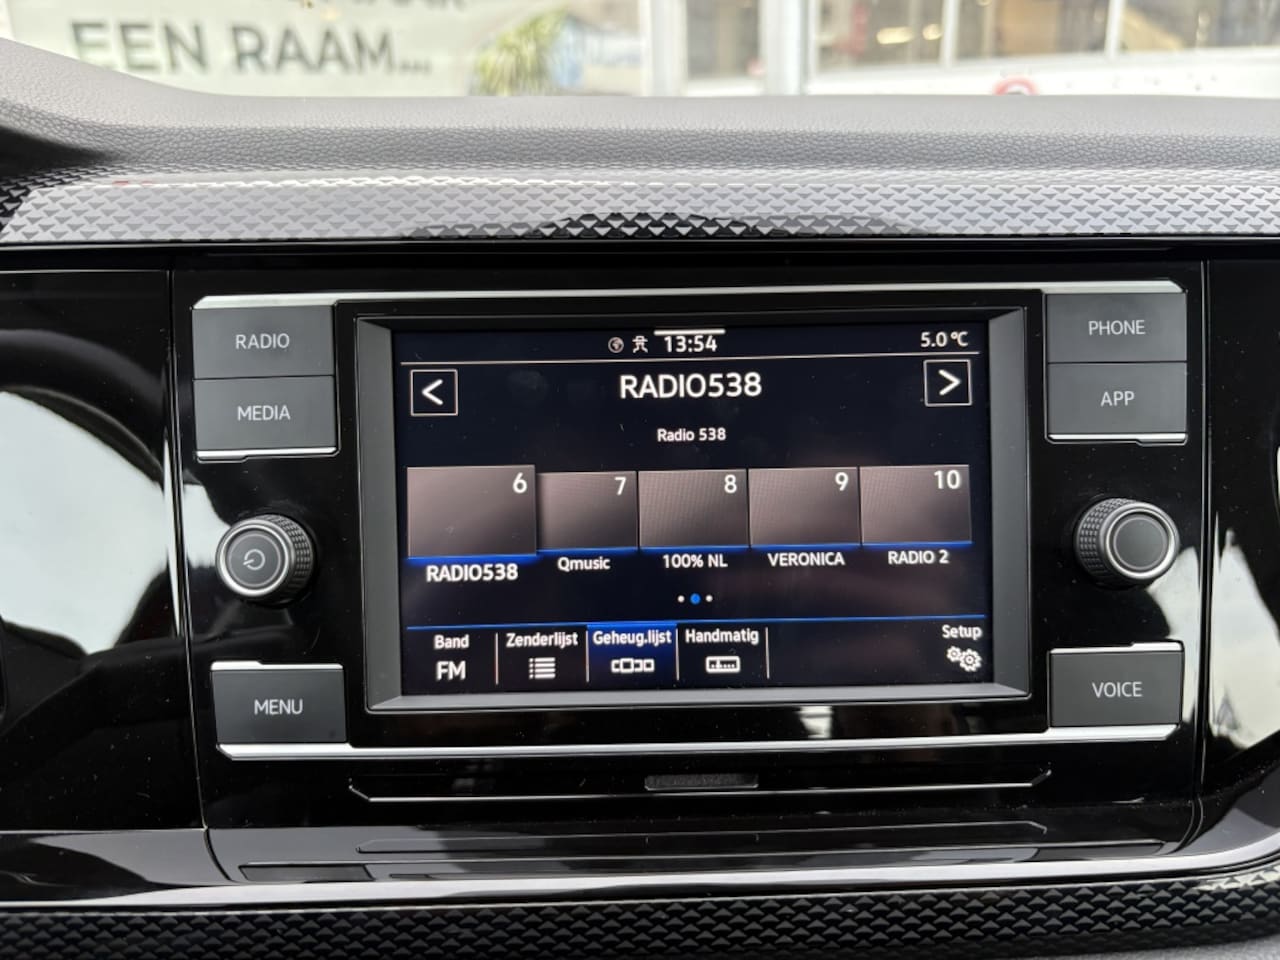 EEN RAAM...
RADIO
MEDIA
MENU
PHONE
APP
VOICE
13:54
5.0°C
<
RADIO538
>
Radio 538
6
7
8
9
10
RADIO538
Qmusic
100% NL
VERONICA
RADIO 2
Band
FM
Zenderlijst
Geheug.lijst
Handmatig
Setup